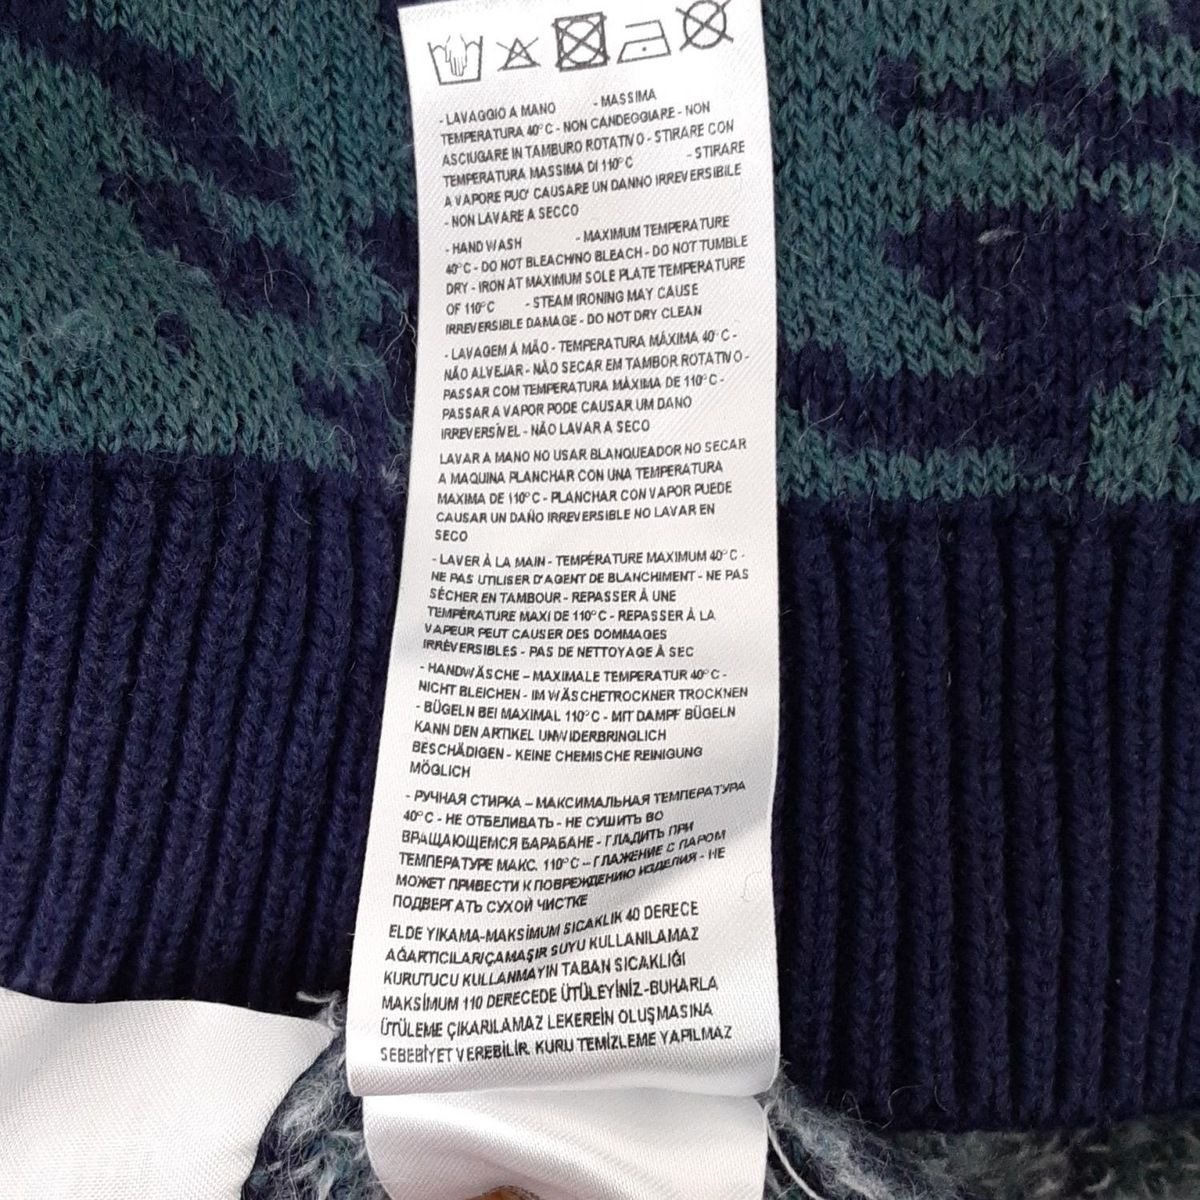 - LAVAGGIO A MANO - MASSIMA
TEMPERATURA 40°C - NON CANDEGGIARE - NON
ASCIUGARE IN TAMBURO ROTATIVO - STIRARE CON
TEMPERATURA MASSIMA DI 110°C - STIRARE
A VAPORE PUO' CAUSARE UN DANNO IRREVERSIBILE
- NON LAVARE A SECCO
- HAND WASH - MAXIMUM TEMPERATURE
40°C - DO NOT BLEACH/NO BLEACH - DO NOT TUMBLE
DRY - IRON AT MAXIMUM SOLE PLATE TEMPERATURE
OF 110°C - STEAM IRONING MAY CAUSE
IRREVERSIBLE DAMAGE - DO NOT DRY CLEAN
- LAVAGEM À MÃO - TEMPERATURA MÁXIMA 40°C -
NÃO ALVEJAR - NÃO SECAR EM TAMBOR ROTATIVO -
PASSAR COM TEMPERATURA MÁXIMA DE 110°C -
PASSAR A VAPOR PODE CAUSAR UM DANO
IRREVERSÍVEL - NÃO LAVAR A SECO
LAVAR A MANO NO USAR BLANQUEADOR NO SECAR
A MAQUINA PLANCHAR CON UNA TEMPERATURA
MAXIMA DE 110°C - PLANCHAR CON VAPOR PUEDE
CAUSAR UN DAÑO IRREVERSIBLE NO LAVAR EN
SECO
- LAVER À LA MAIN - TEMPÉRATURE MAXIMUM 40°C -
NE PAS UTILISER D'AGENT DE BLANCHIMENT - NE PAS
SÉCHER EN TAMBOUR - REPASSER À UNE
TEMPÉRATURE MAXI DE 110°C - REPASSER À LA
VAPEUR PEUT CAUSER DES DOMMAGES
IRRÉVERSIBLES - PAS DE NETTOYAGE À SEC
- HANDWÄSCHE – MAXIMALE TEMPERATUR 40°C -
NICHT BLEICHEN - IM WÄSCHETROCKNER TROCKNEN
- BÜGELN BEI MAXIMAL 110°C - MIT DAMPF BÜGELN
KANN DEN ARTIKEL UNWIDERBRINGLICH
BESCHÄDIGEN - KEINE CHEMISCHE REINIGUNG
MÖGLICH
- РУЧНАЯ СТИРКА – МАКСИМАЛЬНАЯ ТЕМПЕРАТУРА
40°C - НЕ ОТБЕЛИВАТЬ - НЕ СУШИТЬ ВО
ВРАЩАЮЩЕМСЯ БАРАБАНЕ - ГЛАДИТЬ ПРИ
ТЕМПЕРАТУРЕ МАКС. 110°C – ГЛАЖЕНИЕ С ПАРОМ
МОЖЕТ ПРИВЕСТИ К ПОВРЕЖДЕНИЮ ИЗДЕЛИЯ - НЕ
ПОДВЕРГАТЬ СУХОЙ ЧИСТКЕ
ELDE YIKAMA-MAKSİMUM SICAKLIK 40 DERECE
AĞARTICILAR/ÇAMAŞIR SUYU KULLANILAMAZ
KURUTUCU KULLANMAYIN TABAN SICAKLIĞI
MAKSİMUM 110 DERECEDE ÜTÜLEYİNİZ-BUHARLA
ÜTÜLEME ÇIKARILAMAZ LEKEREIN OLUŞMASINA
SEBEBİYET VEREBİLİR. KURU TEMİZLEME YAPILMAZ